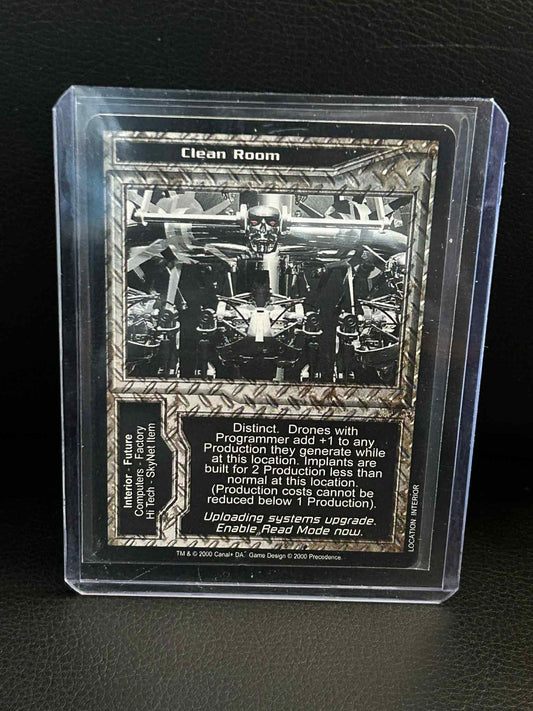 Clean Room
Interior - Future
Computers - Factory
Hi Tech - SkyNet Item
Distinct. Drones with
Programmer add +1 to any
Production they generate while
at this location. Implants are
built for 2 Production less than
normal at this location.
(Production costs cannot be
reduced below 1 Production).
Uploading systems upgrade.
Enable Read Mode now.
LOCATION: INTERIOR
TM & © 2000 Canal+ DA. Game Design © 2000 Precedence.